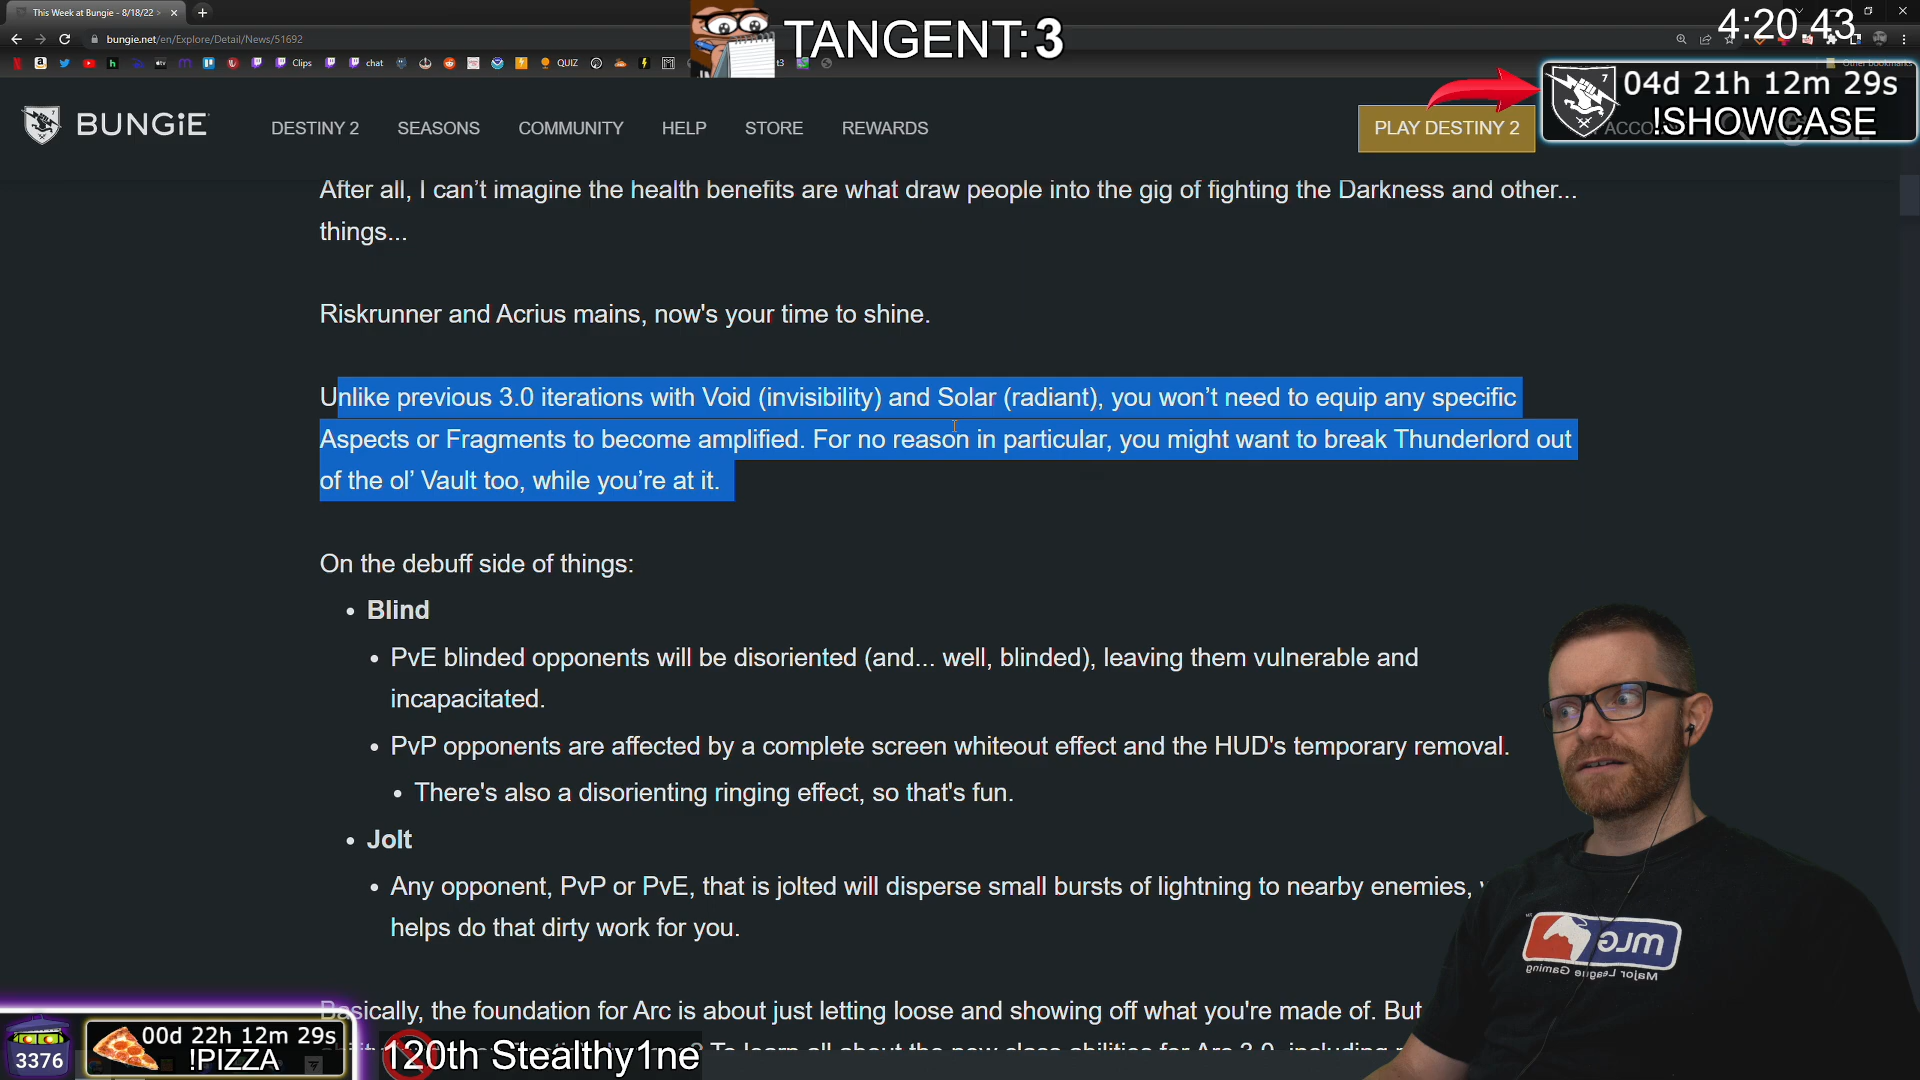 This Week at Bungie - 8/18/22
bungie.net/en/Explore/Detail/News/51692
Clips
chat
QUIZ
TANGENT: 3
4:20.43
Other bookmarks
BUNGiE
DESTINY 2
SEASONS
COMMUNITY
HELP
STORE
REWARDS
PLAY DESTINY 2
04d 21h 12m 29s
!SHOWCASE
After all, I can’t imagine the health benefits are what draw people into the gig of fighting the Darkness and other...
things...
Riskrunner and Acrius mains, now's your time to shine.
Unlike previous 3.0 iterations with Void (invisibility) and Solar (radiant), you won’t need to equip any specific
Aspects or Fragments to become amplified. For no reason in particular, you might want to break Thunderlord out
of the ol’ Vault too, while you’re at it.
On the debuff side of things:
• Blind
• PvE blinded opponents will be disoriented (and... well, blinded), leaving them vulnerable and
incapacitated.
• PvP opponents are affected by a complete screen whiteout effect and the HUD's temporary removal.
• There's also a disorienting ringing effect, so that's fun.
• Jolt
• Any opponent, PvP or PvE, that is jolted will disperse small bursts of lightning to nearby enemies,
helps do that dirty work for you.
MLG
Major League Gaming
Basically, the foundation for Arc is about just letting loose and showing off what you're made of. But
3376
00d 22h 12m 29s
!PIZZA
120th Stealthy1ne